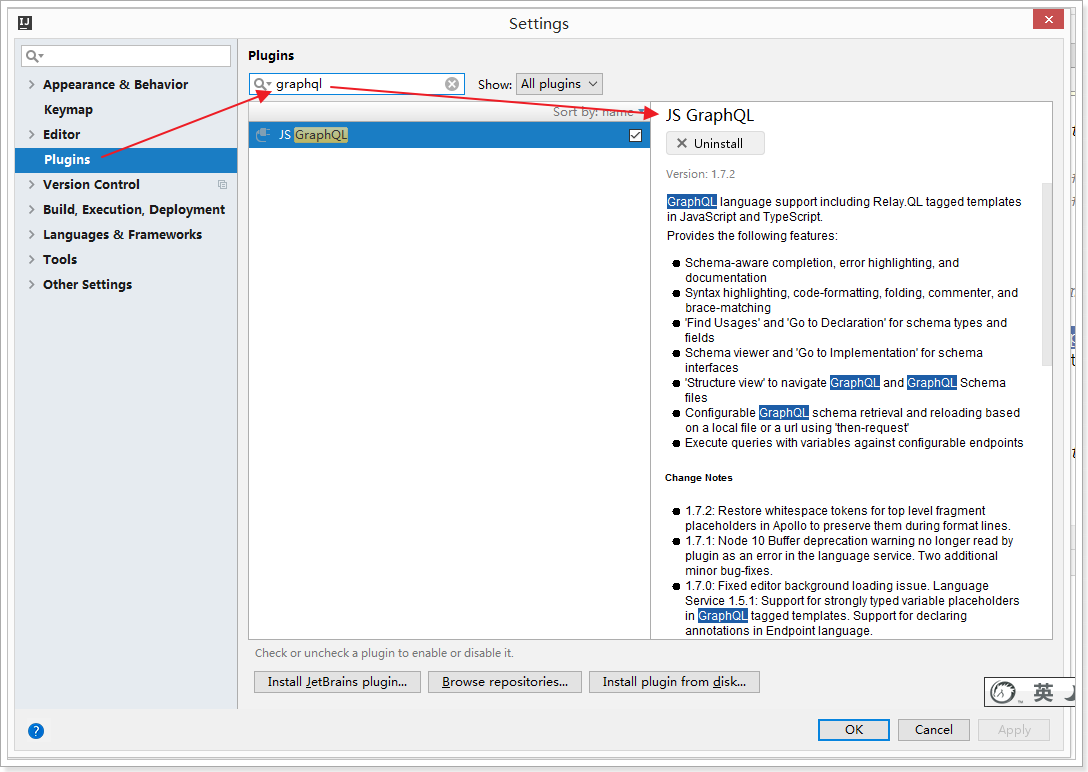 IJ
Settings
Appearance & Behavior
Keymap
Editor
Plugins
Version Control
Build, Execution, Deployment
Languages & Frameworks
Tools
Other Settings
Plugins
graphql
Show: All plugins
Sort by: name
JS GraphQL
JS GraphQL
Uninstall
Version: 1.7.2
GraphQL language support including Relay.QL tagged templates
in JavaScript and TypeScript.
Provides the following features:
Schema-aware completion, error highlighting, and
documentation
Syntax highlighting, code-formatting, folding, commenter, and
brace-matching
'Find Usages' and 'Go to Declaration' for schema types and
fields
Schema viewer and 'Go to Implementation' for schema
interfaces
'Structure view' to navigate GraphQL and GraphQL Schema
files
Configurable GraphQL schema retrieval and reloading based
on a local file or a url using 'then-request'
Execute queries with variables against configurable endpoints
Change Notes
1.7.2: Restore whitespace tokens for top level fragment
placeholders in Apollo to preserve them during format lines.
1.7.1: Node 10 Buffer deprecation warning no longer read by
plugin as an error in the language service. Two additional
minor bug-fixes.
1.7.0: Fixed editor background loading issue. Language
Service 1.5.1: Support for strongly typed variable placeholders
in GraphQL tagged templates. Support for declaring
annotations in Endpoint language.
Check or uncheck a plugin to enable or disable it.
Install JetBrains plugin...
Browse repositories...
Install plugin from disk...
英
?
OK
Cancel
Apply